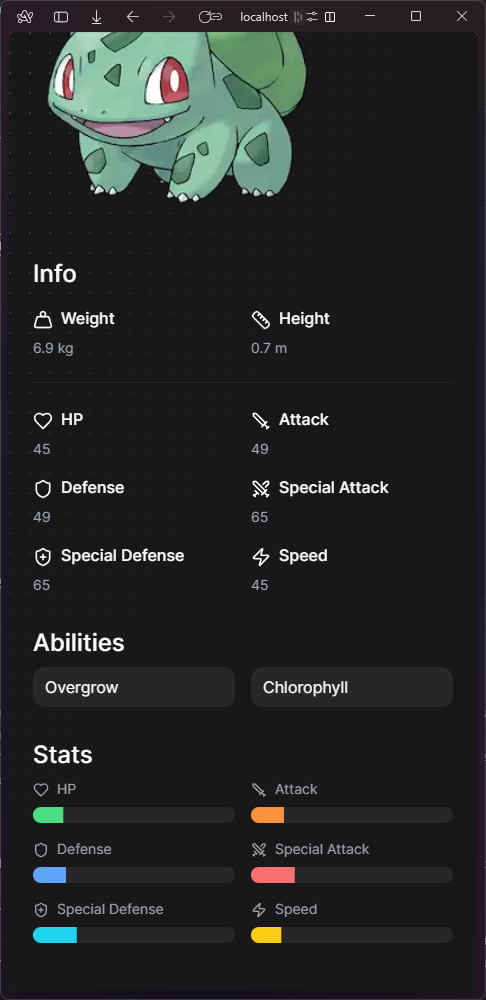 localhost
Info
Weight Height
6.9 kg 0.7 m
HP Attack
45 49
Defense Special Attack
49 65
Special Defense Speed
65 45
Abilities
Overgrow Chlorophyll
Stats
HP Attack
Defense Special Attack
Special Defense Speed